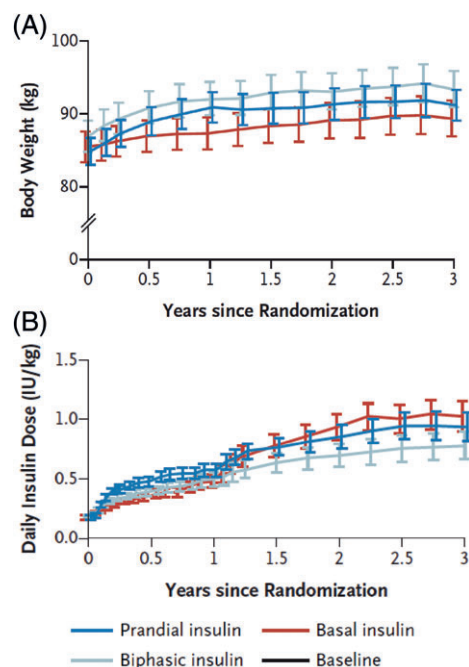 (A)
100
90
80
0
Body Weight (kg)
0 0.5 1 1.5 2 2.5 3
Years since Randomization
(B)
1.5
1.0
0.5
0.0
Daily Insulin Dose (IU/kg)
0 0.5 1 1.5 2 2.5 3
Years since Randomization
Prandial insulin Basal insulin
Biphasic insulin Baseline